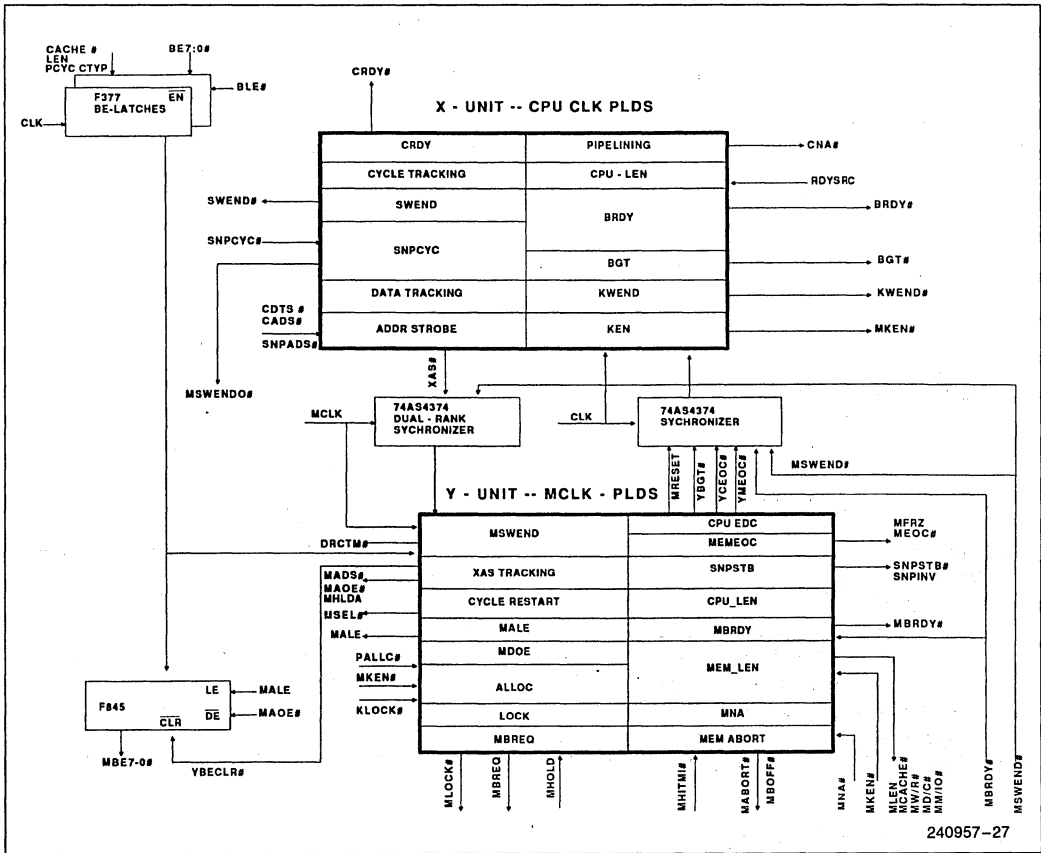 CACHE #
LEN
PCYC CTYP
BE7:0#
F377
BE-LATCHES
EN
BLE#
CLK
CRDY#
X - UNIT -- CPU CLK PLDS
CRDY
PIPELINING
CNA#
CYCLE TRACKING
CPU - LEN
RDYSRC
SWEND#
SWEND
BRDY
BRDY#
SNPCYC#
SNPCYC
BGT
BGT#
DATA TRACKING
KWEND
KWEND#
CDTS #
CADS#
SNPADS#
ADDR STROBE
KEN
MKEN#
MSWENDO#
XAS#
MCLK
74AS4374
DUAL - RANK
SYCHRONIZER
CLK
74AS4374
SYCHRONIZER
MRESET
YBGT#
YCEOC#
YMEOC#
MSWEND#
Y - UNIT -- MCLK - PLDS
MSWEND
CPU EDC
MEMEOC
MFRZ
MEOC#
DRCTM#
MADS#
MAOE#
MHLDA
XAS TRACKING
SNPSTB
SNPSTB#
SNPINV
MSEL#
CYCLE RESTART
CPU_LEN
MALE
MALE
MBRDY
MBRDY#
MDOE
MEM_LEN
PALLC#
MKEN#
ALLOC
KLOCK#
LOCK
MNA
MBREQ
MEM ABORT
F845
LE
MALE
CLR
DE
MAOE#
MBE7-0#
YBECLR#
MLOCK#
MBREQ
MHOLD
MHITMI#
MABORT#
MBOFF#
MNA#
MKEN#
MLEN
MCACHE#
MW/R#
MD/C#
MM/IO#
MBRDY#
MSWEND#
240957-27